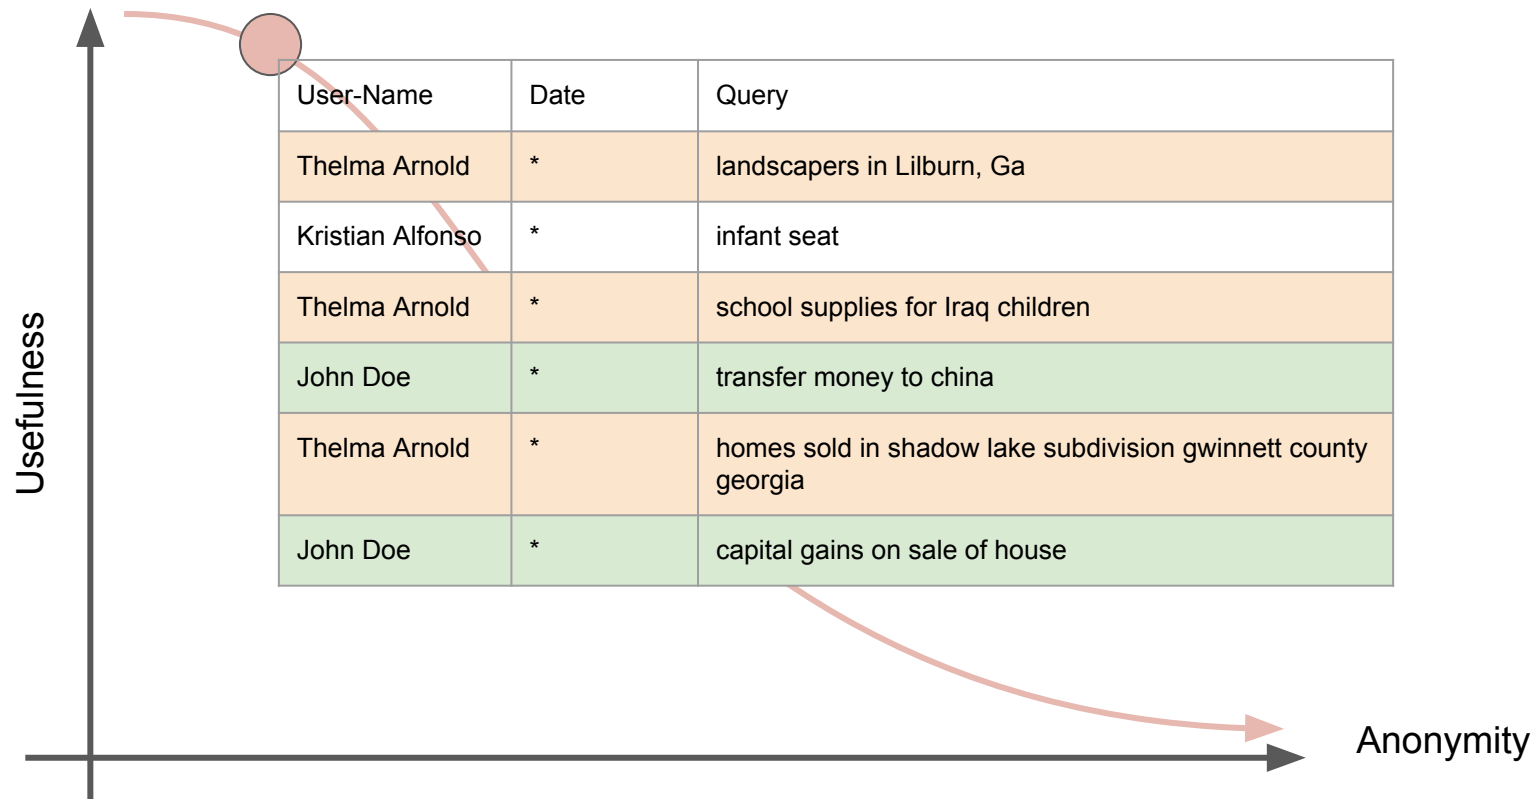 User-Name Date Query
Thelma Arnold * landscapers in Lilburn, Ga
Kristian Alfonso * infant seat
Thelma Arnold * school supplies for Iraq children
John Doe * transfer money to china
Thelma Arnold * homes sold in shadow lake subdivision gwinnett county
georgia
John Doe * capital gains on sale of house
Usefulness
Anonymity